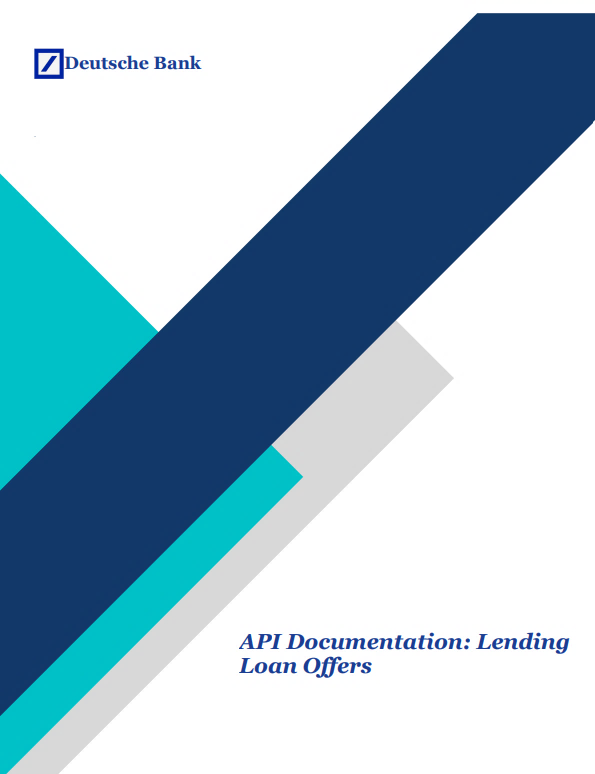 Deutsche Bank
API Documentation: Lending
Loan Offers